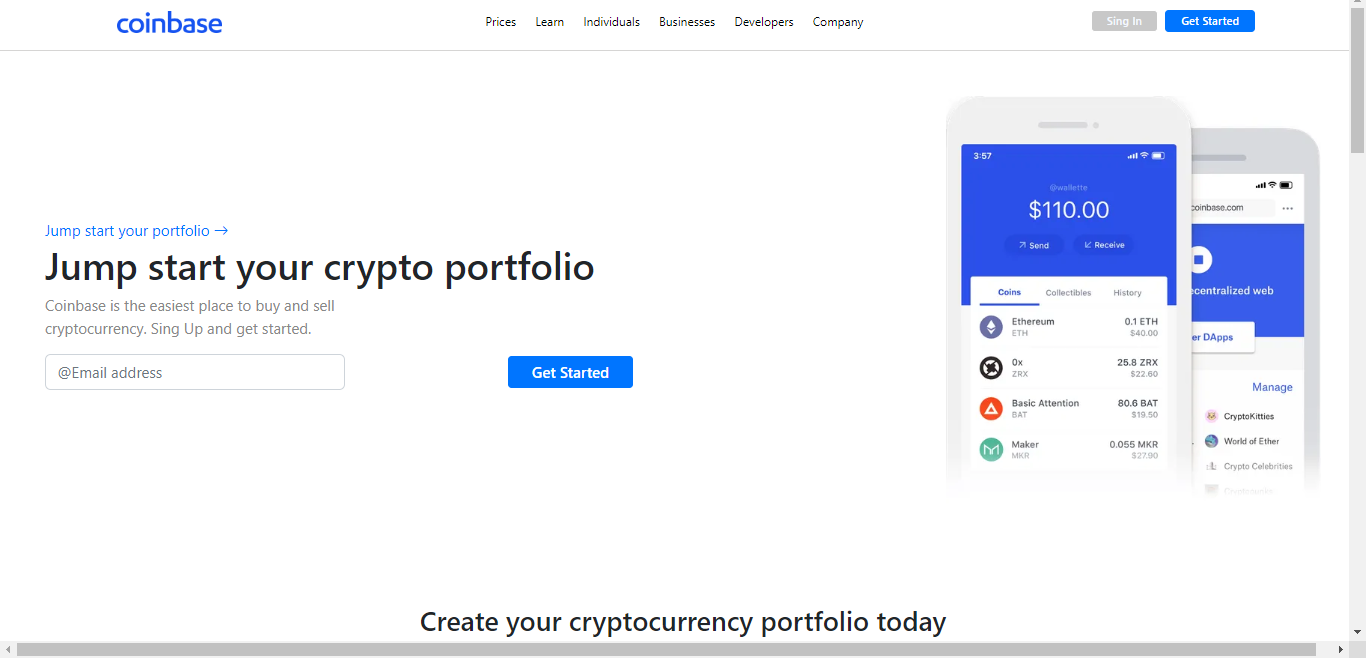 coinbase
Prices Learn Individuals Businesses Developers Company
Sing In Get Started
Jump start your portfolio →
Jump start your crypto portfolio
Coinbase is the easiest place to buy and sell
cryptocurrency. Sing Up and get started.
@Email address
Get Started
3:57
@wallette
$110.00
Send Receive
Coins Collectibles History
Ethereum 0.1 ETH
ETH $40.00
0x 25.8 ZRX
ZRX $22.60
Basic Attention 80.6 BAT
BAT $19.50
Maker 0.055 MKR
MKR $27.90
coinbase.com
web
DApps
Manage
CryptoKitties
World of Ether
Crypto Celebrities
Create your cryptocurrency portfolio today